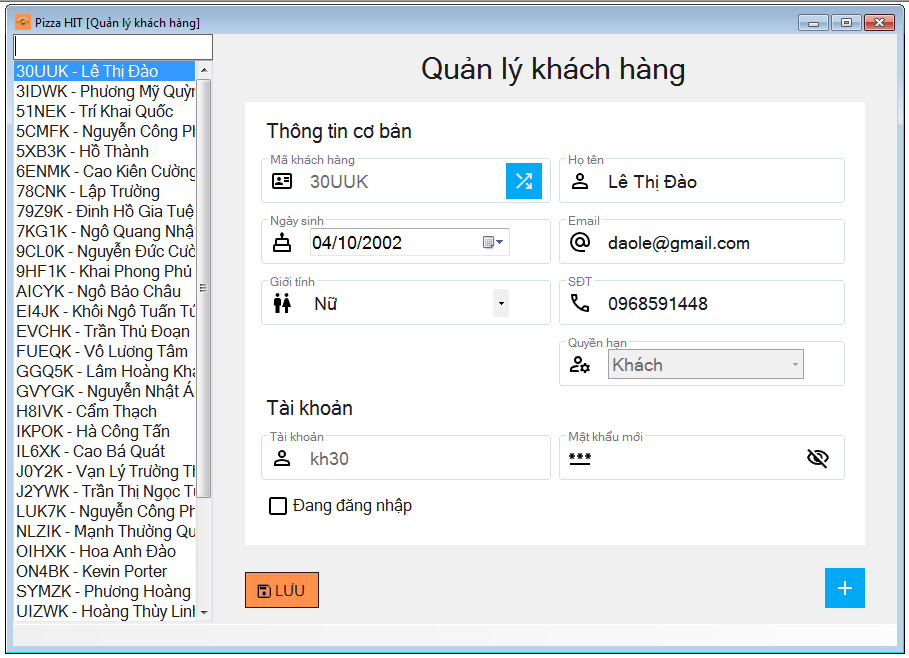 Pizza HIT [Quản lý khách hàng]
30UUK - Lê Thị Đào
3IDWK - Phương Mỹ Quỳn
51NEK - Trí Khai Quốc
5CMFK - Nguyễn Công Ph
5XB3K - Hồ Thành
6ENMK - Cao Kiên Cường
78CNK - Lập Trường
79Z9K - Đinh Hồ Gia Tuệ
7KG1K - Ngô Quang Nhậ
9CL0K - Nguyễn Đức Cườ
9HF1K - Khai Phong Phủ
AICYK - Ngô Bảo Châu
EI4JK - Khôi Ngô Tuấn Tú
EVCHK - Trần Thủ Đoạn
FUEQK - Vô Lương Tâm
GGQ5K - Lâm Hoàng Kha
GVYGK - Nguyễn Nhật Á
H8IVK - Cẩm Thạch
IKPOK - Hà Công Tấn
IL6XK - Cao Bá Quát
J0Y2K - Vạn Lý Trường Th
J2YWK - Trần Thị Ngọc Tu
LUK7K - Nguyễn Công Ph
NLZIK - Mạnh Thường Qu
OIHXK - Hoa Anh Đào
ON4BK - Kevin Porter
SYMZK - Phương Hoàng
UIZWK - Hoàng Thùy Linh
Quản lý khách hàng
Thông tin cơ bản
Mã khách hàng
30UUK
Họ tên
Lê Thị Đào
Ngày sinh
04/10/2002
Email
daole@gmail.com
Giới tính
Nữ
SĐT
0968591448
Quyền hạn
Khách
Tài khoản
Tài khoản
kh30
Mật khẩu mới
Đang đăng nhập
LƯU